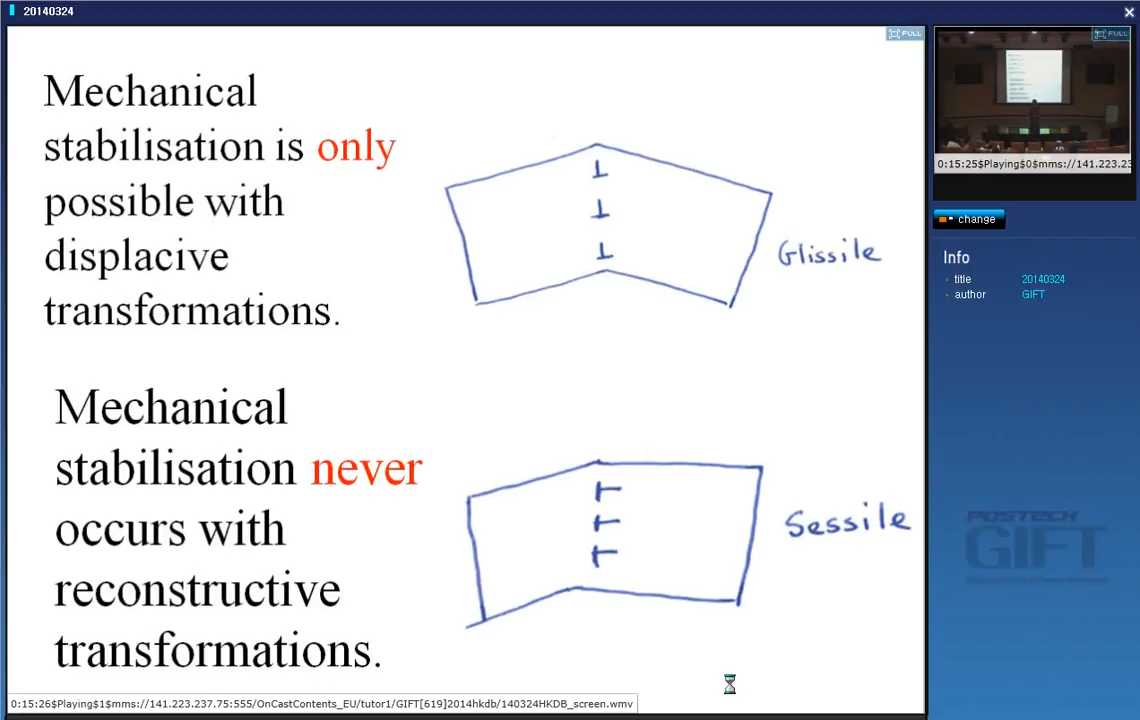 20140324
FULL
FULL
Mechanical
stabilisation is only
possible with
displacive
transformations.
Glissile
Mechanical
stabilisation never
occurs with
reconstructive
transformations.
Sessile
0:15:26$Playing$1$mms://141.223.237.75:555/OnCastContents_EU/tutor1/GIFT[619]2014hkdb/140324HKDB_screen.wmv
0:15:25$Playing$0$mms://141.223.23
change
Info
title 20140324
author GIFT
POSTECH
GIFT